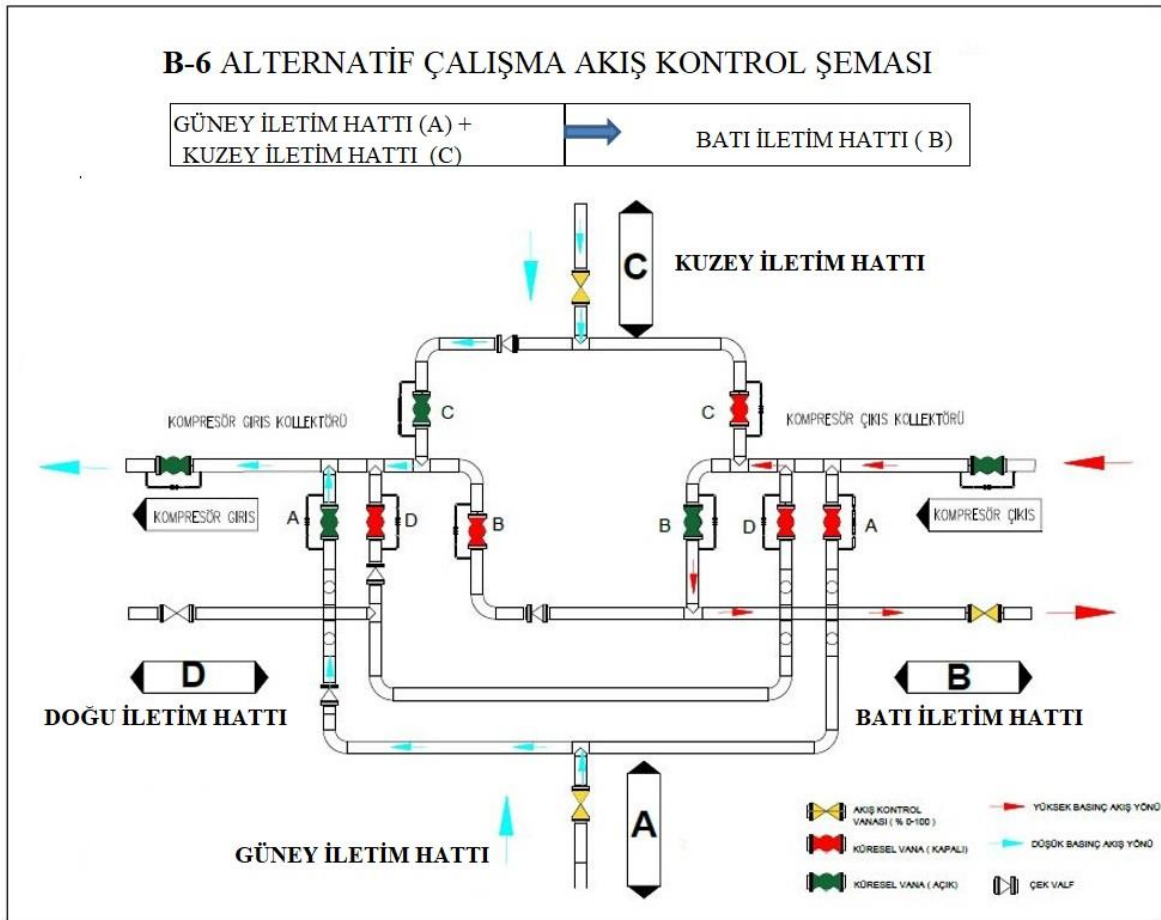 B-6 ALTERNATİF ÇALIŞMA AKIŞ KONTROL ŞEMASI
GÜNEY İLETİM HATTI (A) +
KUZEY İLETİM HATTI (C)
BATI İLETİM HATTI ( B)
C
KUZEY İLETİM HATTI
C
C
KOMPRESÖR GIRIS KOLLEKTÖRÜ
KOMPRESÖR ÇIKIS KOLLEKTÖRÜ
KOMPRESÖR GIRIS
A
D
B
B
D
A
KOMPRESÖR ÇIKIS
D
B
DOĞU İLETİM HATTI
BATI İLETİM HATTI
A
GÜNEY İLETİM HATTI
AKIŞ KONTROL
VANASI ( % 0-100 )
YÜKSEK BASINÇ AKIŞ YÖNÜ
KÜRESEL VANA ( KAPALI )
DÜŞÜK BASINÇ AKIŞ YÖNÜ
KÜRESEL VANA ( AÇIK )
ÇEK VALF